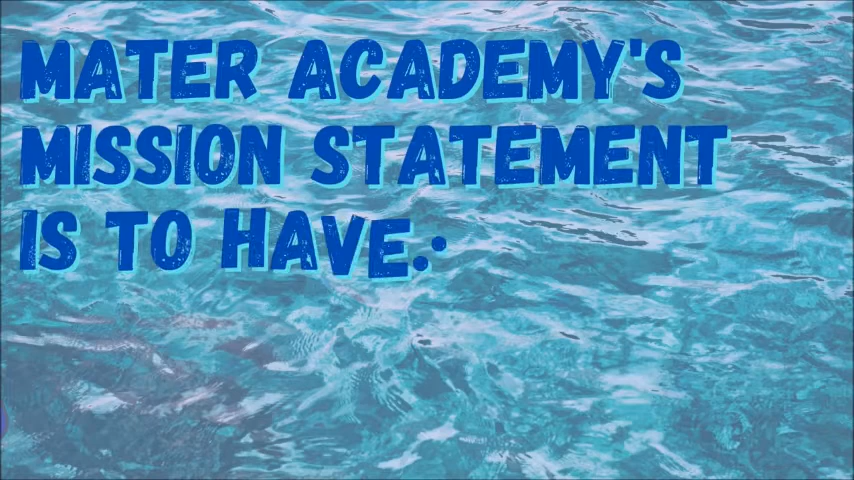 MATER ACADEMY'S
MISSION STATEMENT
IS TO HAVE.·